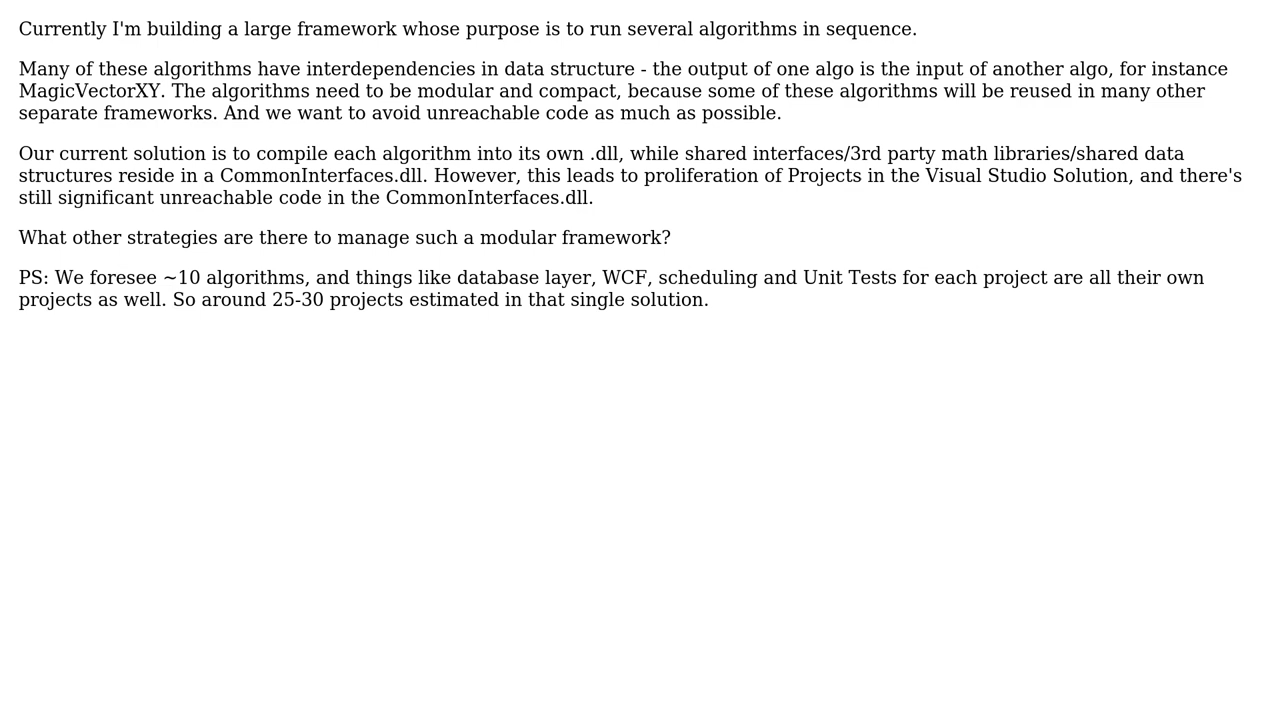 Currently I'm building a large framework whose purpose is to run several algorithms in sequence.
Many of these algorithms have interdependencies in data structure - the output of one algo is the input of another algo, for instance
MagicVectorXY. The algorithms need to be modular and compact, because some of these algorithms will be reused in many other
separate frameworks. And we want to avoid unreachable code as much as possible.
Our current solution is to compile each algorithm into its own .dll, while shared interfaces/3rd party math libraries/shared data
structures reside in a CommonInterfaces.dll. However, this leads to proliferation of Projects in the Visual Studio Solution, and there's
still significant unreachable code in the CommonInterfaces.dll.
What other strategies are there to manage such a modular framework?
PS: We foresee ~10 algorithms, and things like database layer, WCF, scheduling and Unit Tests for each project are all their own
projects as well. So around 25-30 projects estimated in that single solution.